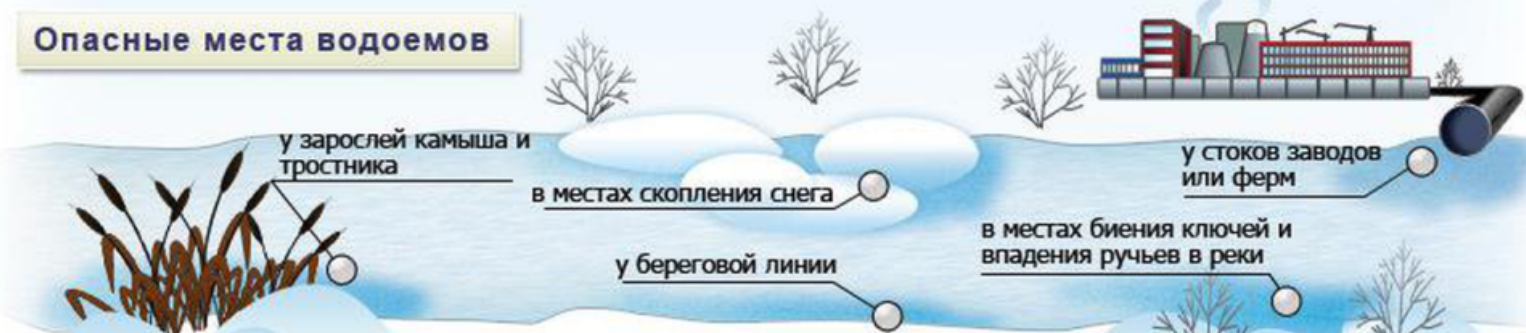 Опасные места водоемов
у зарослей камыша и
тростника
в местах скопления снега
у стоков заводов
или ферм
у береговой линии
в местах биения ключей и
впадения ручьев в реки